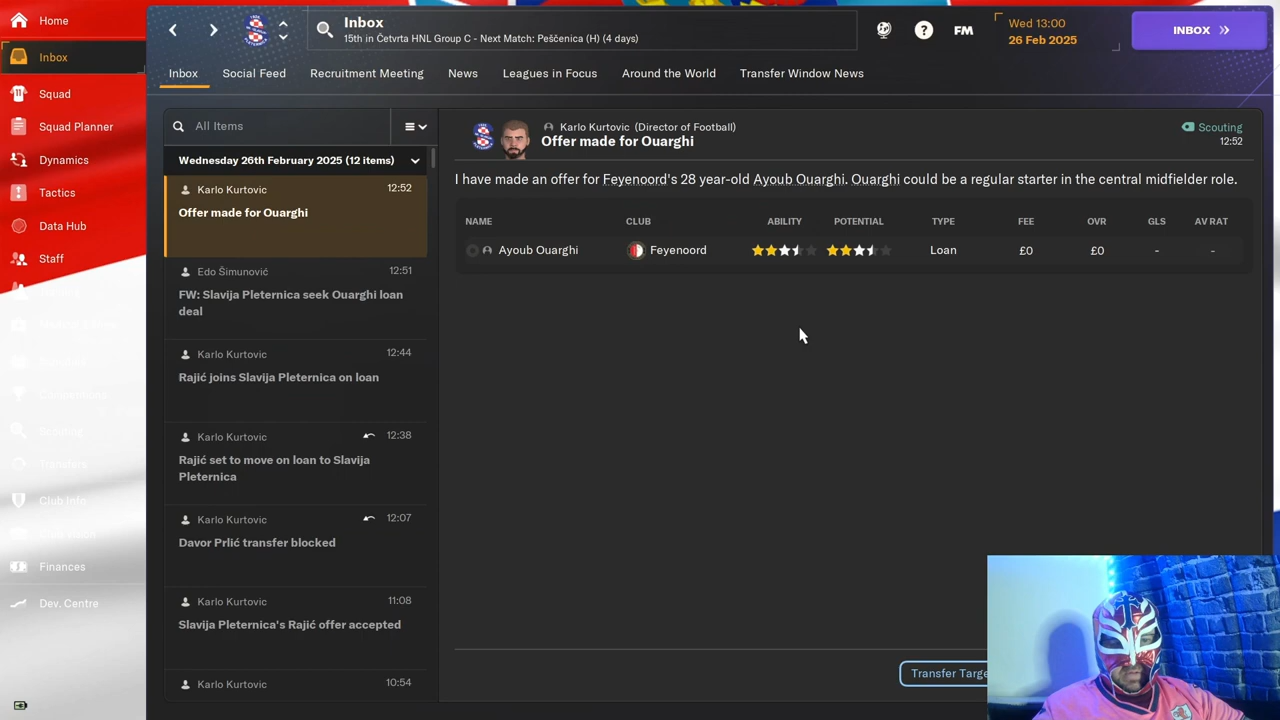 Home
Inbox
Squad
Squad Planner
Dynamics
Tactics
Data Hub
Staff
Club Info
Club Vision
Finances
Dev. Centre
Inbox
15th in Četvrta HNL Group C - Next Match: Peščenica (H) (4 days)
FM
Wed 13:00
26 Feb 2025
INBOX
Inbox
Social Feed
Recruitment Meeting
News
Leagues in Focus
Around the World
Transfer Window News
All Items
Wednesday 26th February 2025 (12 items)
Karlo Kurtovic 12:52
Offer made for Ouarghi
Edo Šimunović 12:51
FW: Slavija Pleternica seek Ouarghi loan
deal
Karlo Kurtovic 12:44
Rajić joins Slavija Pleternica on loan
Karlo Kurtovic 12:38
Rajić set to move on loan to Slavija
Pleternica
Karlo Kurtovic 12:07
Davor Prlić transfer blocked
Karlo Kurtovic 11:08
Slavija Pleternica's Rajić offer accepted
Karlo Kurtovic 10:54
Karlo Kurtovic (Director of Football)
Offer made for Ouarghi
Scouting
12:52
I have made an offer for Feyenoord's 28 year-old Ayoub Ouarghi. Ouarghi could be a regular starter in the central midfielder role.
NAME CLUB ABILITY POTENTIAL TYPE FEE OVR GLS AV RAT
Ayoub Ouarghi Feyenoord Loan £0 £0 - -
Transfer Targe